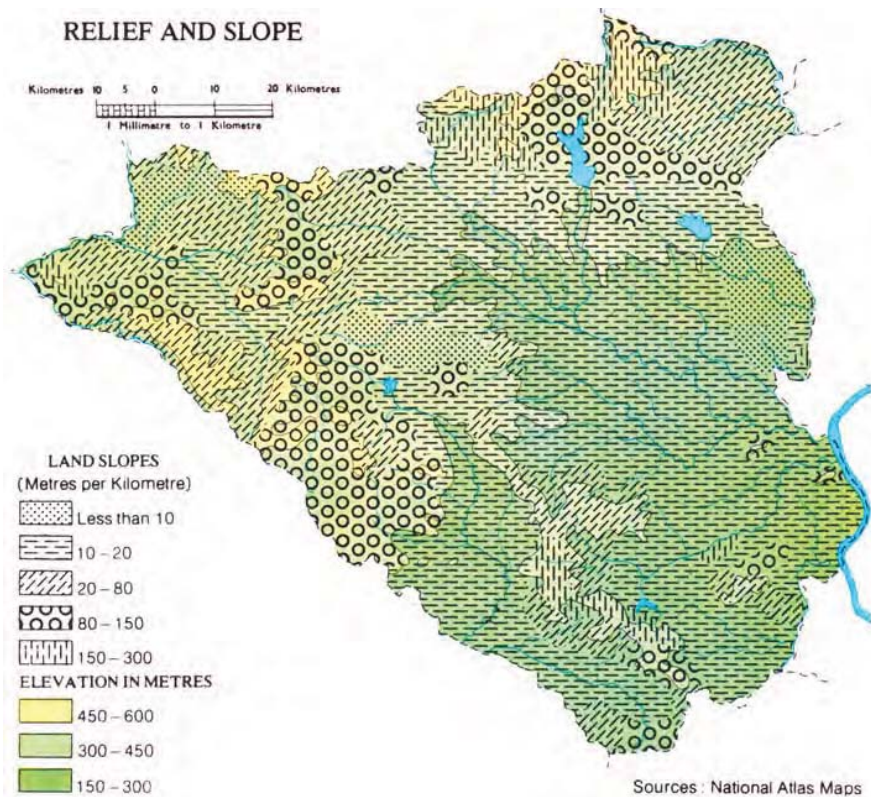 RELIEF AND SLOPE
Kilometres 10 5 0 10 20 Kilometres
1 Millimetre to 1 Kilometre
LAND SLOPES
(Metres per Kilometre)
Less than 10
10 – 20
20 – 80
80 – 150
150 – 300
ELEVATION IN METRES
450 – 600
300 – 450
150 – 300
Sources : National Atlas Maps